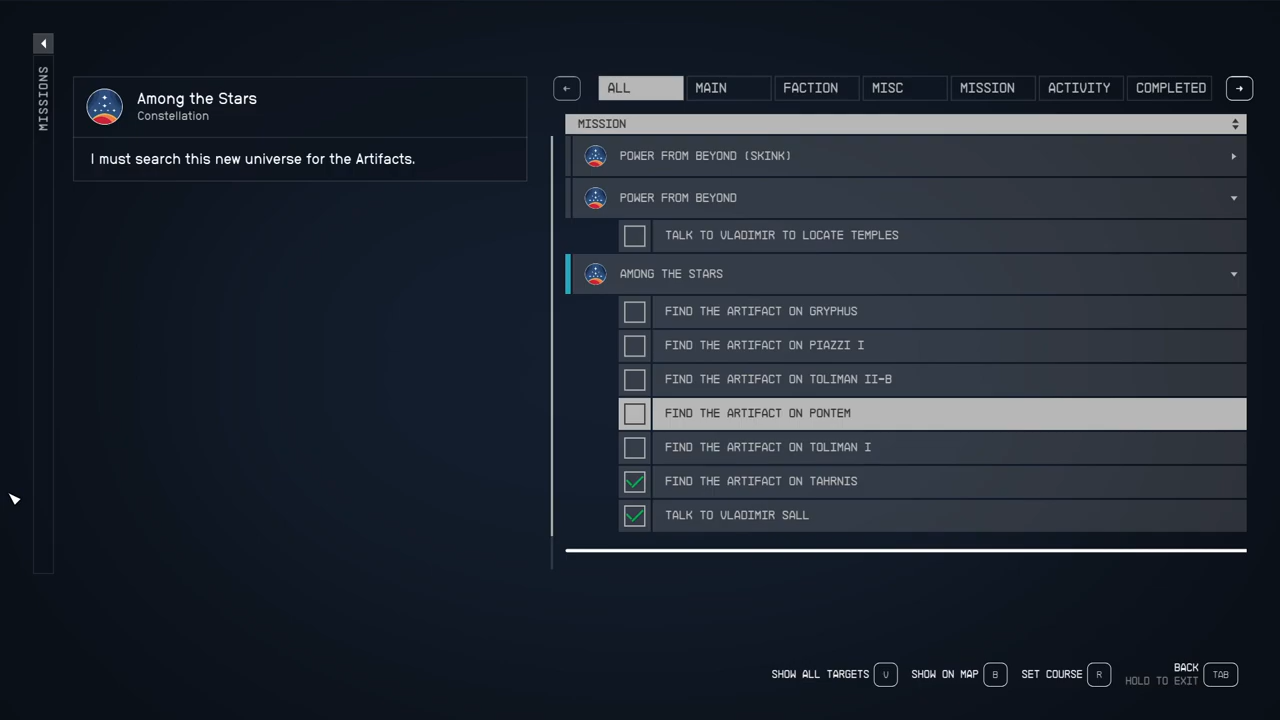 MISSIONS
Among the Stars
Constellation
I must search this new universe for the Artifacts.
ALL
MAIN
FACTION
MISC
MISSION
ACTIVITY
COMPLETED
MISSION
POWER FROM BEYOND (SKINK)
POWER FROM BEYOND
TALK TO VLADIMIR TO LOCATE TEMPLES
AMONG THE STARS
FIND THE ARTIFACT ON GRYPHUS
FIND THE ARTIFACT ON PIAZZI I
FIND THE ARTIFACT ON TOLIMAN II-B
FIND THE ARTIFACT ON PONTEM
FIND THE ARTIFACT ON TOLIMAN I
FIND THE ARTIFACT ON TAHRNIS
TALK TO VLADIMIR SALL
SHOW ALL TARGETS V
SHOW ON MAP B
SET COURSE R
BACK
HOLD TO EXIT TAB